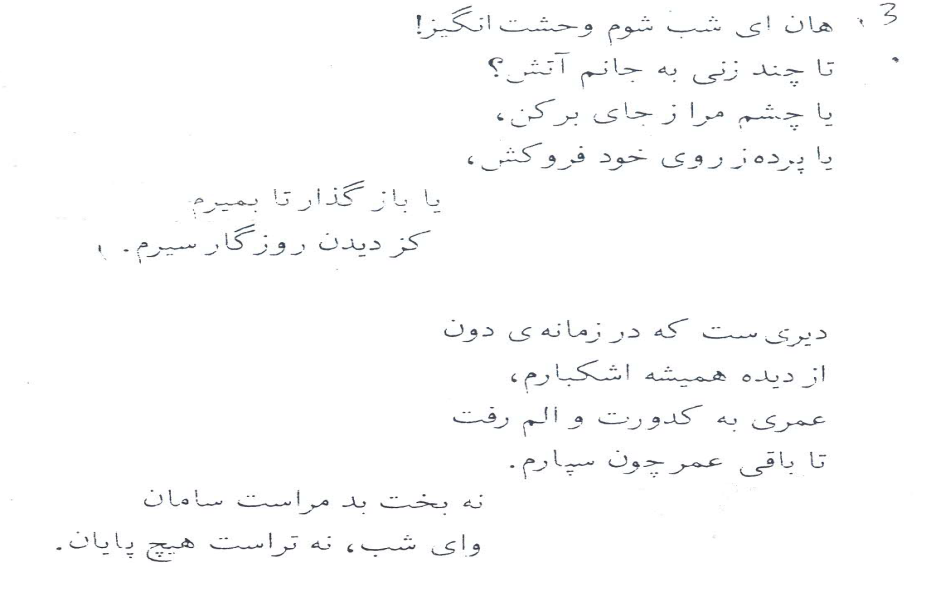 3
هان ای شب شوم وحشت انگیز!
تا چند زنی به جانم آتش؟
یا چشم مرا ز جای برکن،
یا پرده ز روی خود فروکش،
یا باز گذار تا بمیرم
کز دیدن روزگار سیرم.
دیری ست که در زمانه ی دون
از دیده همیشه اشکبارم،
عمری به کدورت و الم رفت
تا باقی عمر چون سپارم.
نه بخت بد مراست سامان
وای شب، نه تراست هیچ پایان.